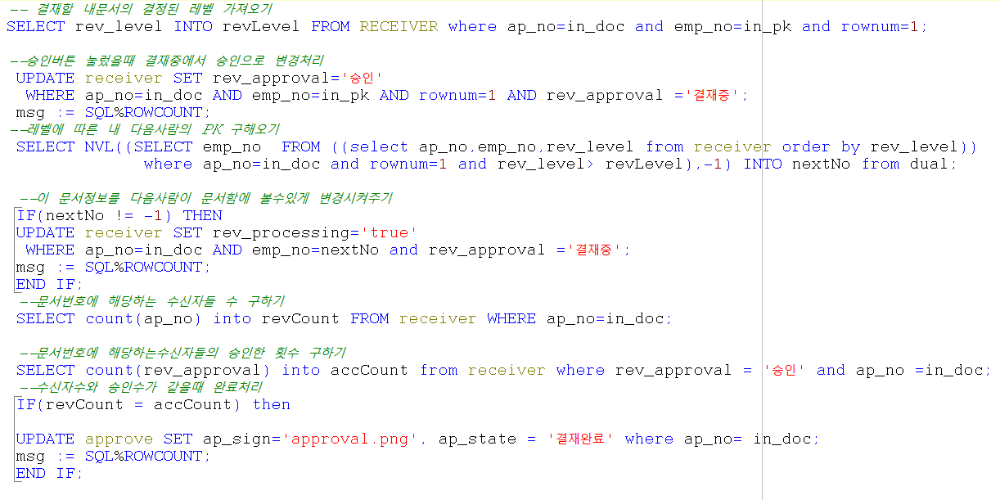 -- 결재할 내문서의 결정된 레벨 가져오기
SELECT rev_level INTO revLevel FROM RECEIVER where ap_no=in_doc and emp_no=in_pk and rownum=1;
--승인버튼 눌렀을때 결재중에서 승인으로 변경처리
UPDATE receiver SET rev_approval='승인'
WHERE ap_no=in_doc AND emp_no=in_pk AND rownum=1 AND rev_approval ='결재중';
msg := SQL%ROWCOUNT;
--레벨에 따른 내 다음사람의 PK 구해오기
SELECT NVL((SELECT emp_no  FROM ((select ap_no,emp_no,rev_level from receiver order by rev_level))
where ap_no=in_doc and rownum=1 and rev_level> revLevel),-1) INTO nextNo from dual;
--이 문서정보를 다음사람이 문서함에 볼수있게 변경시켜주기
IF(nextNo != -1) THEN
UPDATE receiver SET rev_processing='true'
WHERE ap_no=in_doc AND emp_no=nextNo and rev_approval ='결재중';
msg := SQL%ROWCOUNT;
END IF;
--문서번호에 해당하는 수신자들 수 구하기
SELECT count(ap_no) into revCount FROM receiver WHERE ap_no=in_doc;
--문서번호에 해당하는수신자들의 승인한 횟수 구하기
SELECT count(rev_approval) into accCount from receiver where rev_approval = '승인' and ap_no =in_doc;
--수신자수와 승인수가 같을때 완료처리
IF(revCount = accCount) then
UPDATE approve SET ap_sign='approval.png', ap_state = '결재완료' where ap_no= in_doc;
msg := SQL%ROWCOUNT;
END IF;